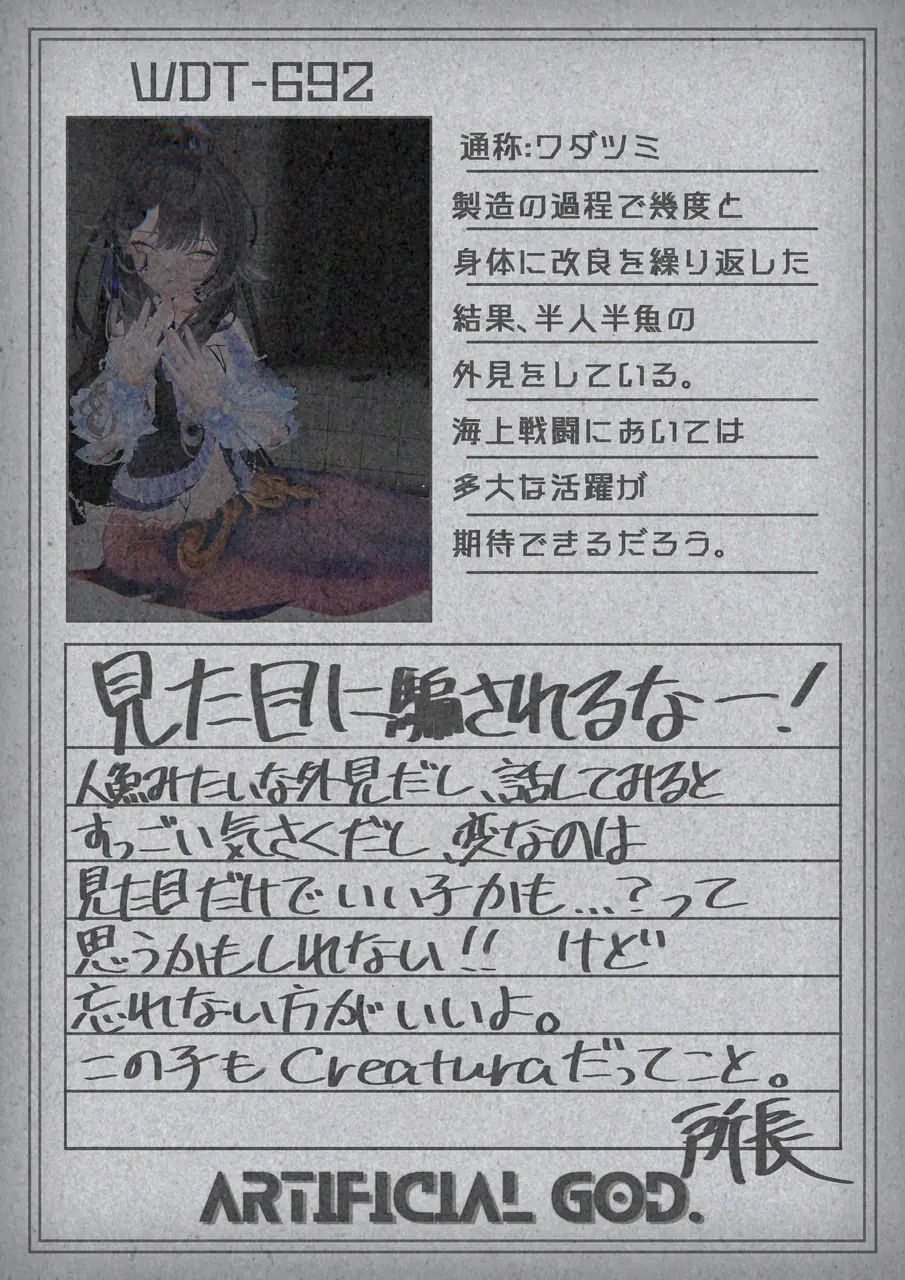 WDT-692
通称:ワダツミ
製造の過程で幾度と
身体に改良を繰り返した
結果、半人半魚の
外見をしている。
海上戦闘においては
多大な活躍が
期待できるだろう。
見た目に騙されるなー!
人魚みたいな外見だし、話してみると
すっごい気さくだし、変なのは
見た目だけでいい子かも...?って
思うかもしれない!! けど
忘れない方がいいよ。
この子もCreaturaだってこと。
所長
ARTIFICIAL GOD.